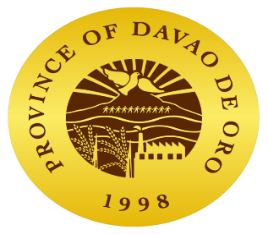 PROVINCE OF DAVAO DE ORO
1998